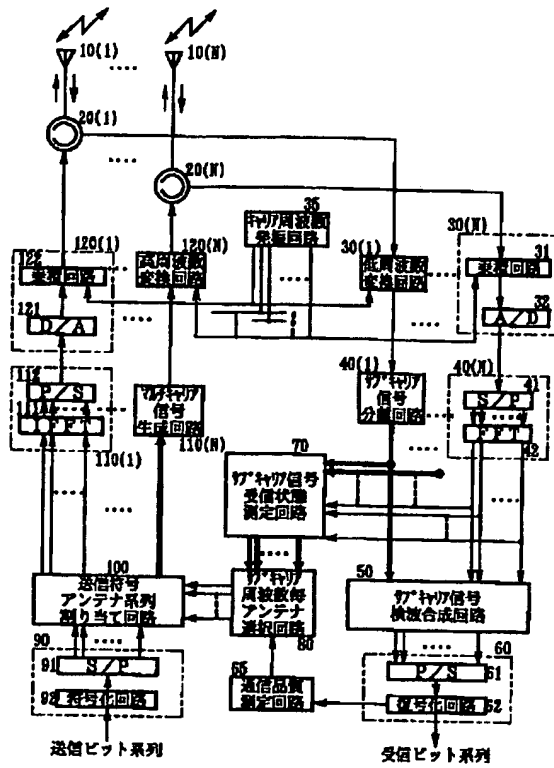 10(1)
10(N)
20(1)
20(N)
35
キャリア周波数
発振回路
30(1)
30(N)
122
120(1)
120(N)
乗積回路
高周波数
変換回路
低周波数
変換回路
31
乗積回路
121
D/A
32
A/D
112
P/S
111
IFFT
110(1)
マルチキャリア
信号
生成回路
110(N)
40(1)
サブキャリア
信号
分離回路
40(N)
41
S/P
FFT
42
70
サブキャリア信号
受信状態
測定回路
100
送信符号
アンテナ系列
割り当て回路
サブキャリア
周波数毎
アンテナ
選択回路
80
50
サブキャリア信号
検波合成回路
90
91
S/P
92
符号化回路
65
通信品質
測定回路
60
P/S
61
復号化回路
62
送信ビット系列
受信ビット系列